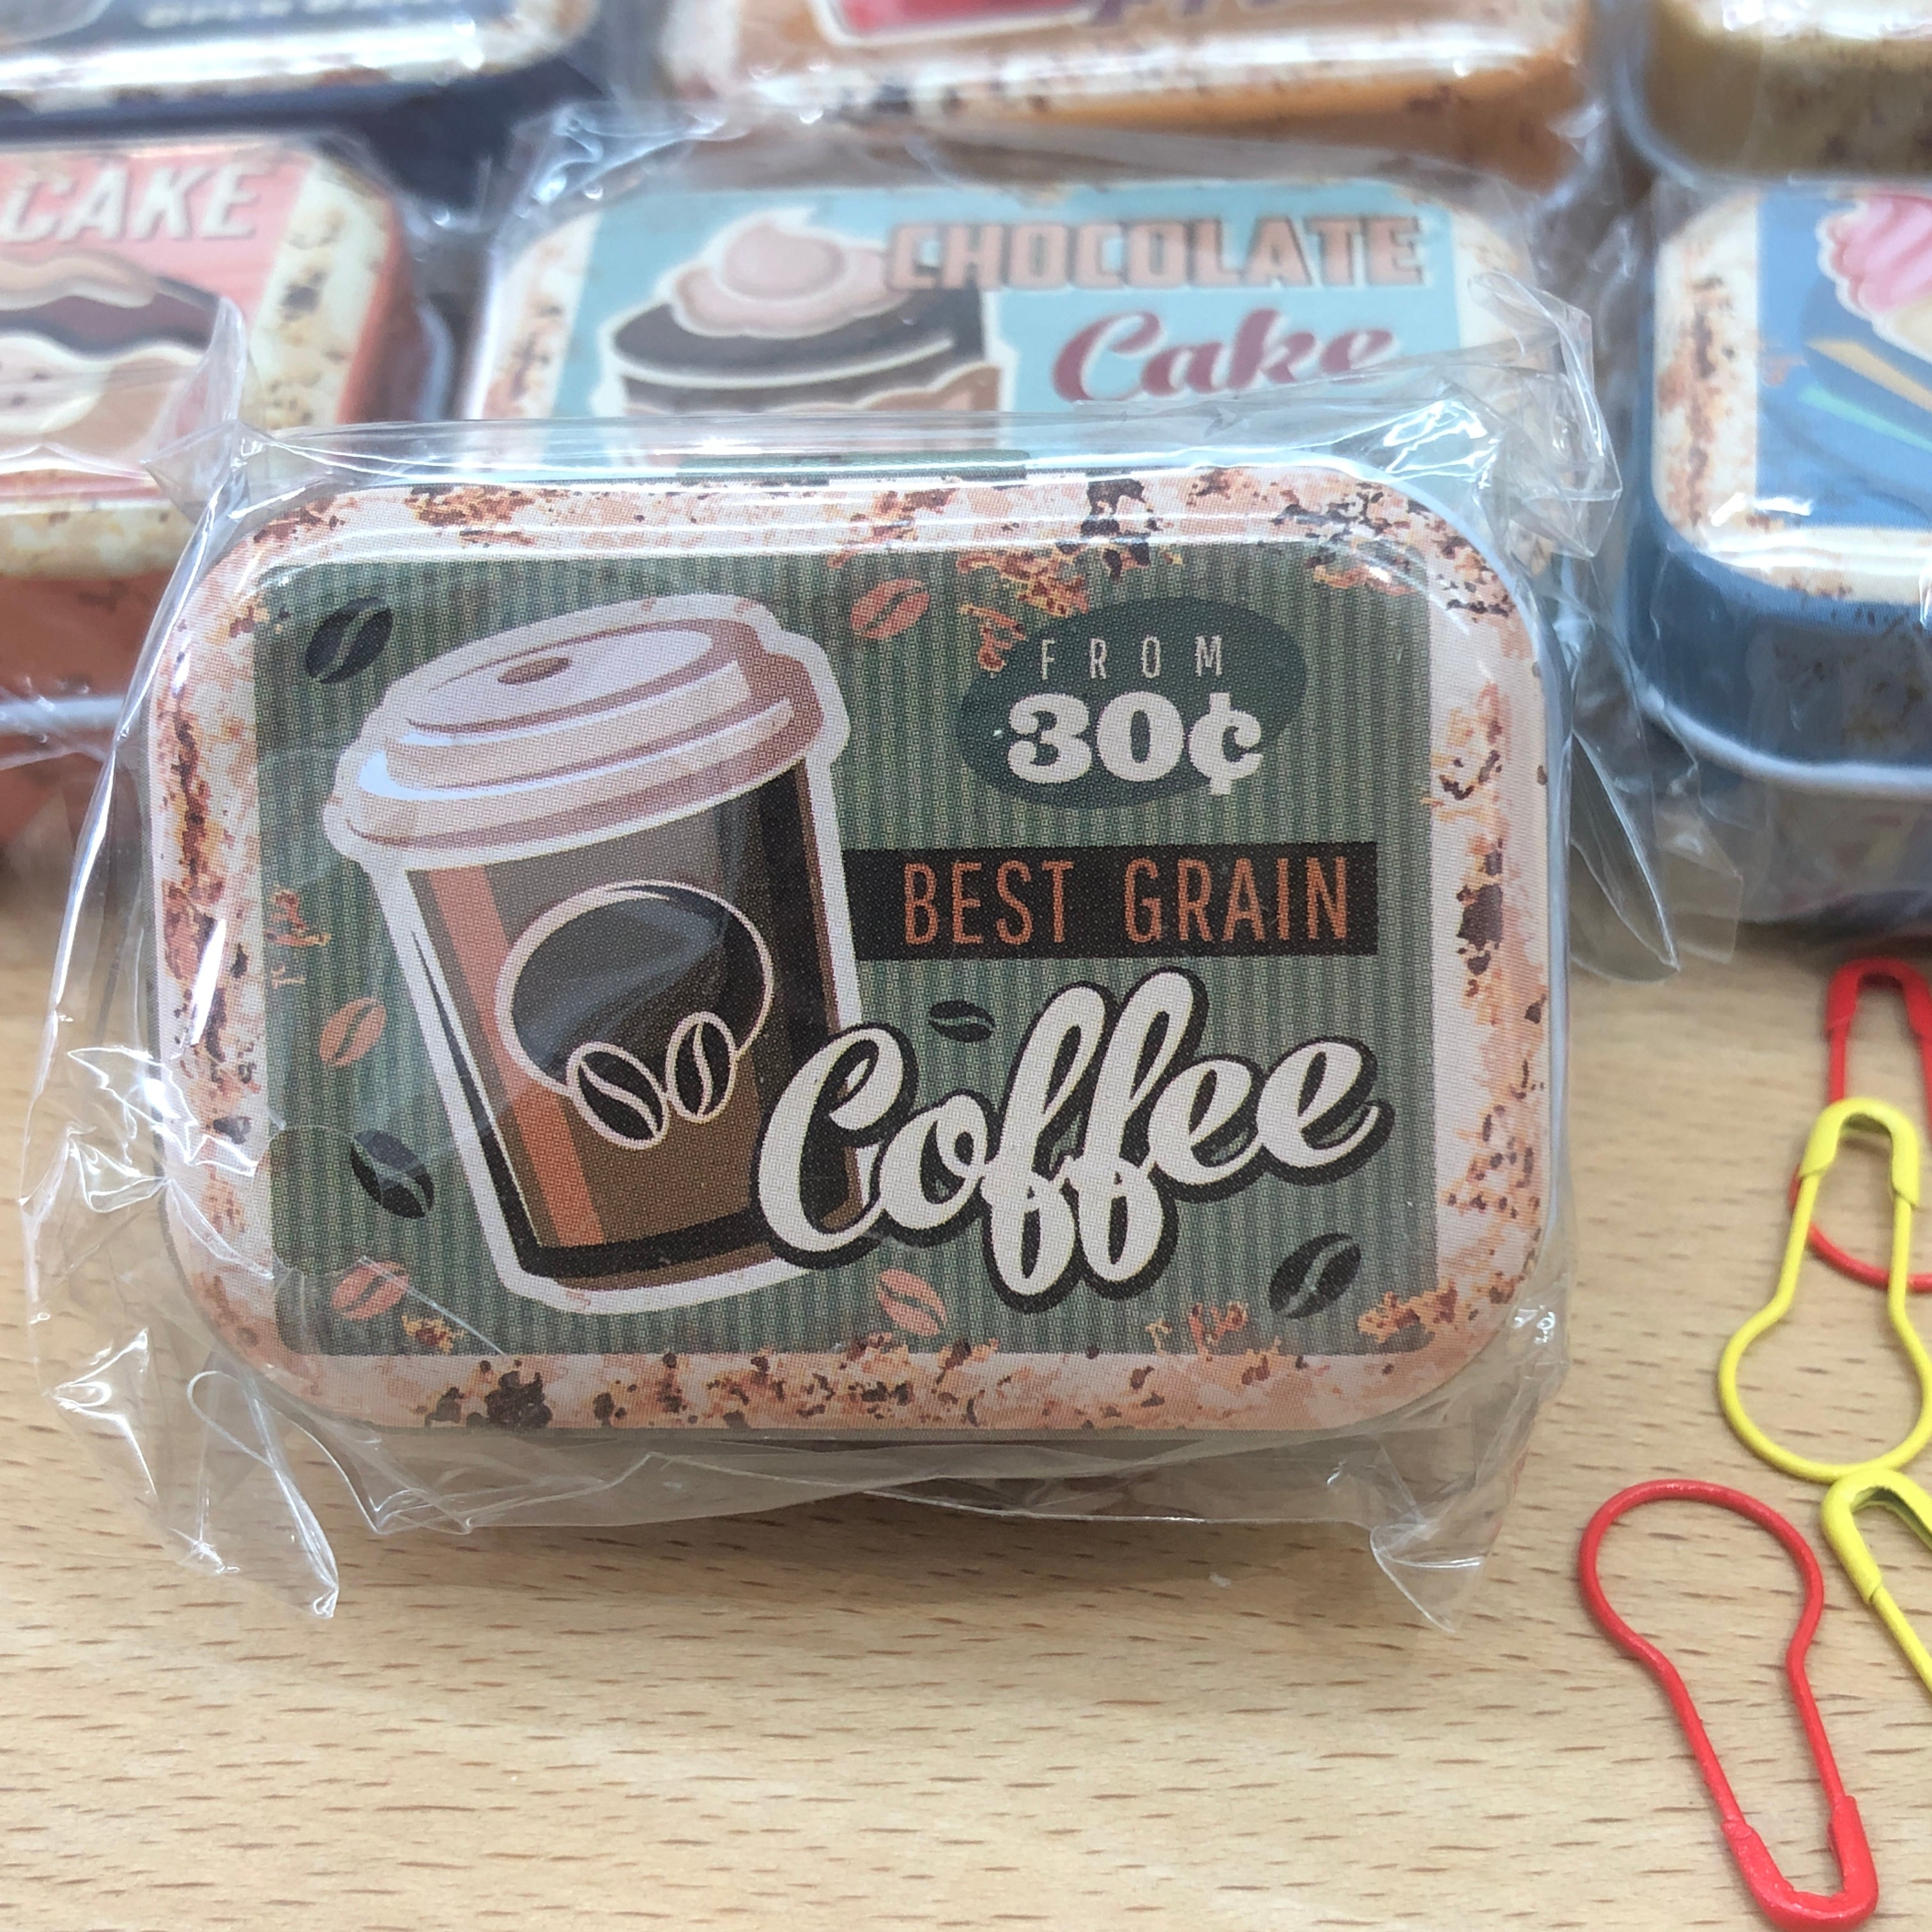 CAKE
CHOCOLATE
Cake
FROM
30¢
BEST GRAIN
Coffee